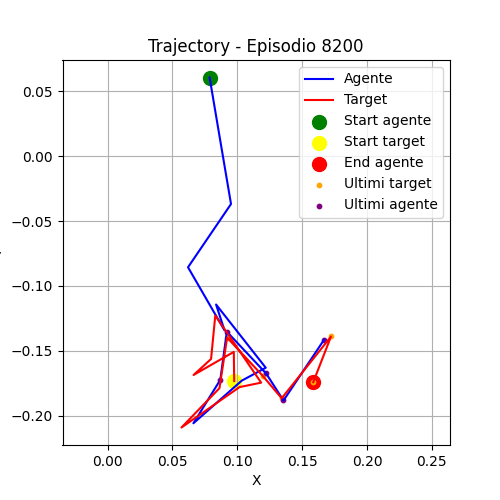 Trajectory - Episodio 8200
Agente
Target
Start agente
Start target
End agente
Ultimi target
Ultimi agente
0.05
0.00
−0.05
−0.10
−0.15
−0.20
0.00
0.05
0.10
0.15
0.20
0.25
X